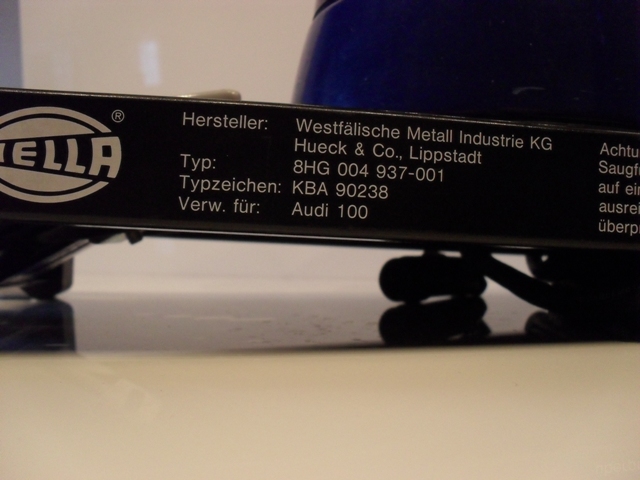 HELLA ®
Hersteller: Westfälische Metall Industrie KG
Hueck & Co., Lippstadt
Typ: 8HG 004 937-001
Typzeichen: KBA 90238
Verw. für: Audi 100
auf